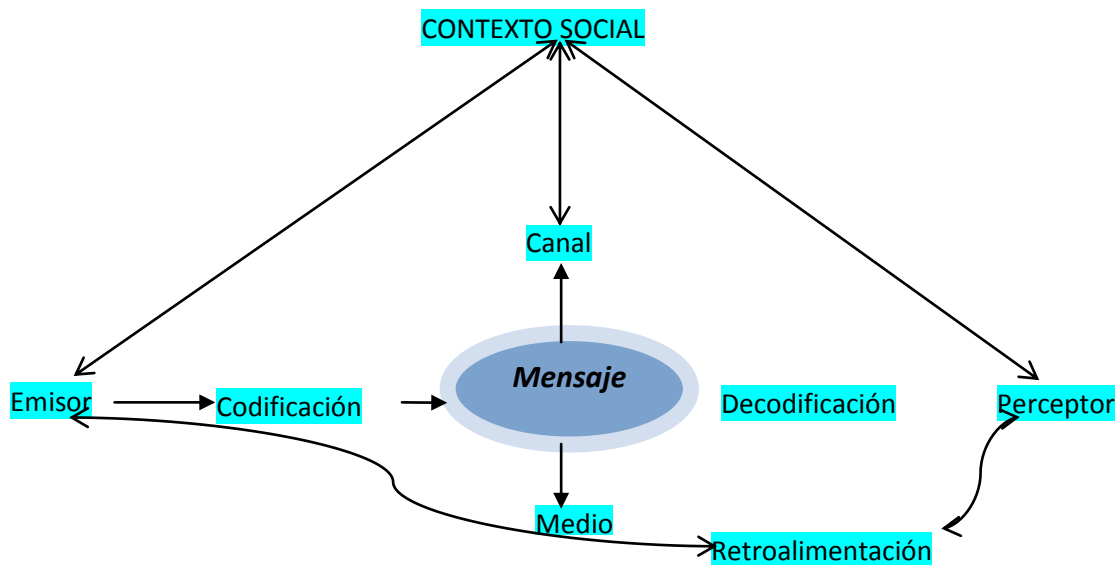 CONTEXTO SOCIAL
Canal
Mensaje
Emisor
Codificación
Decodificación
Perceptor
Medio
Retroalimentación